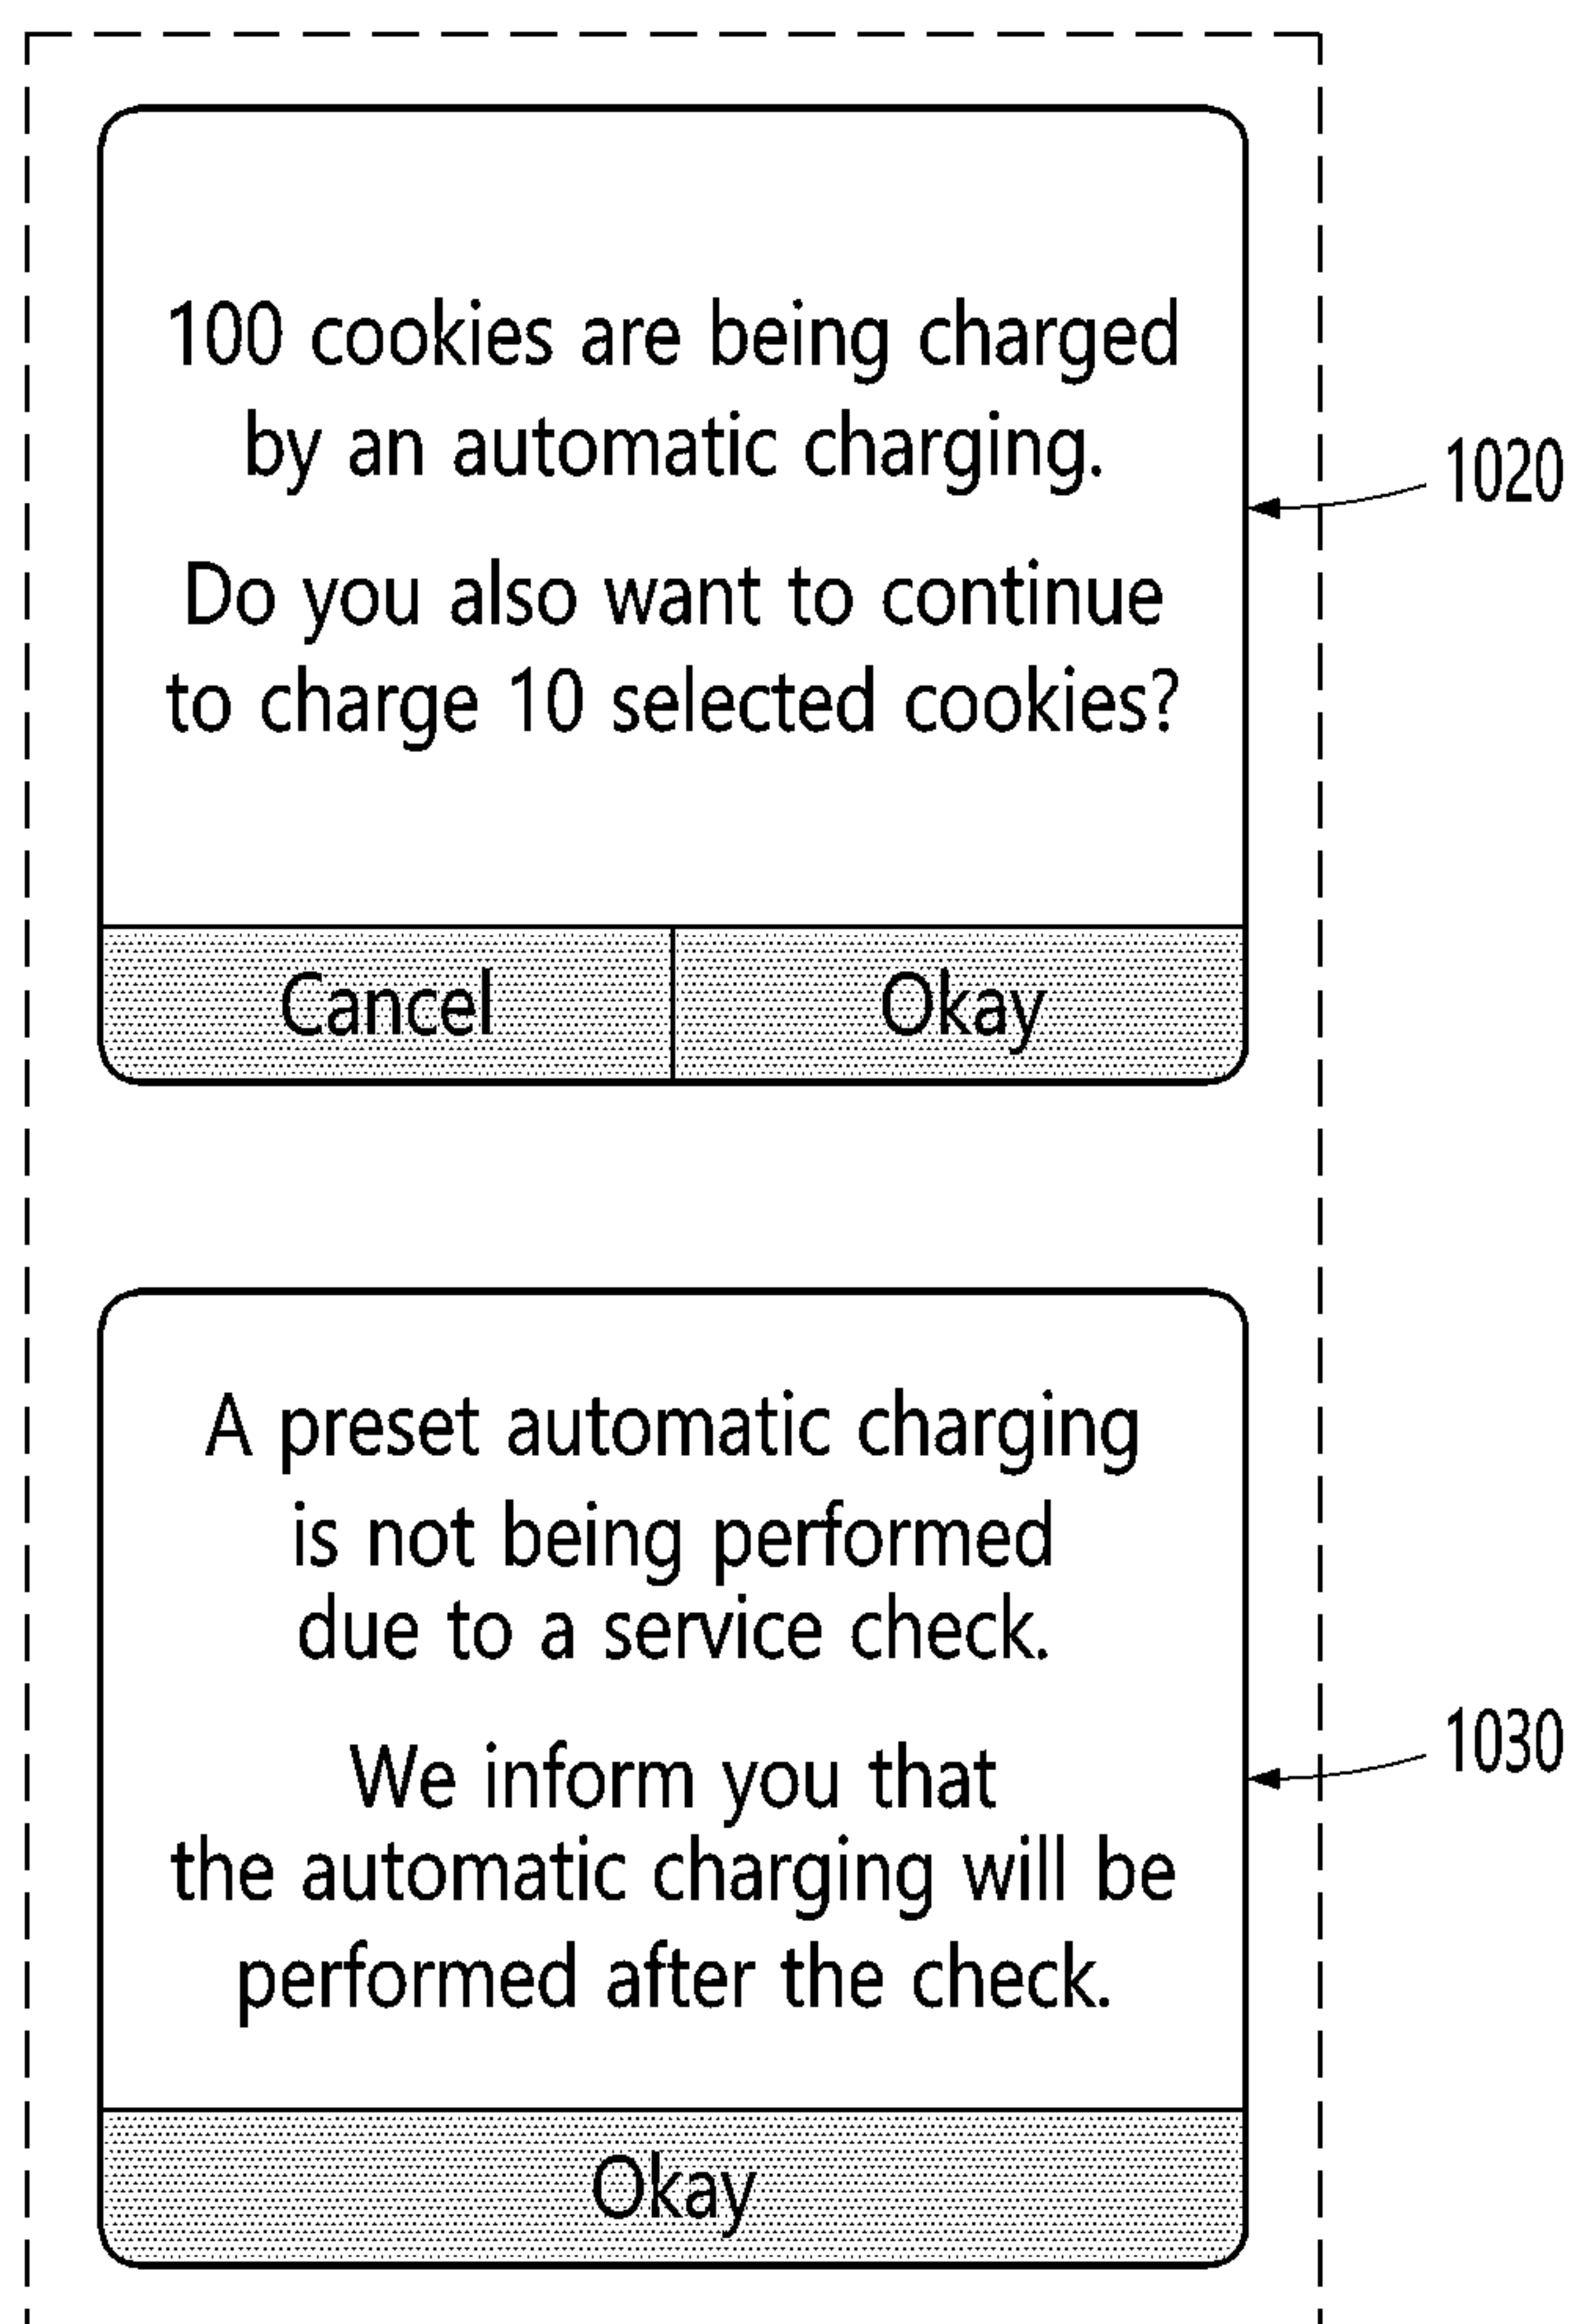 100 cookies are being charged
by an automatic charging.
1020
Do you also want to continue
to charge 10 selected cookies?
Cancel
Okay
A preset automatic charging
is not being performed
due to a service check.
1030
We inform you that
the automatic charging will be
performed after the check.
Okay